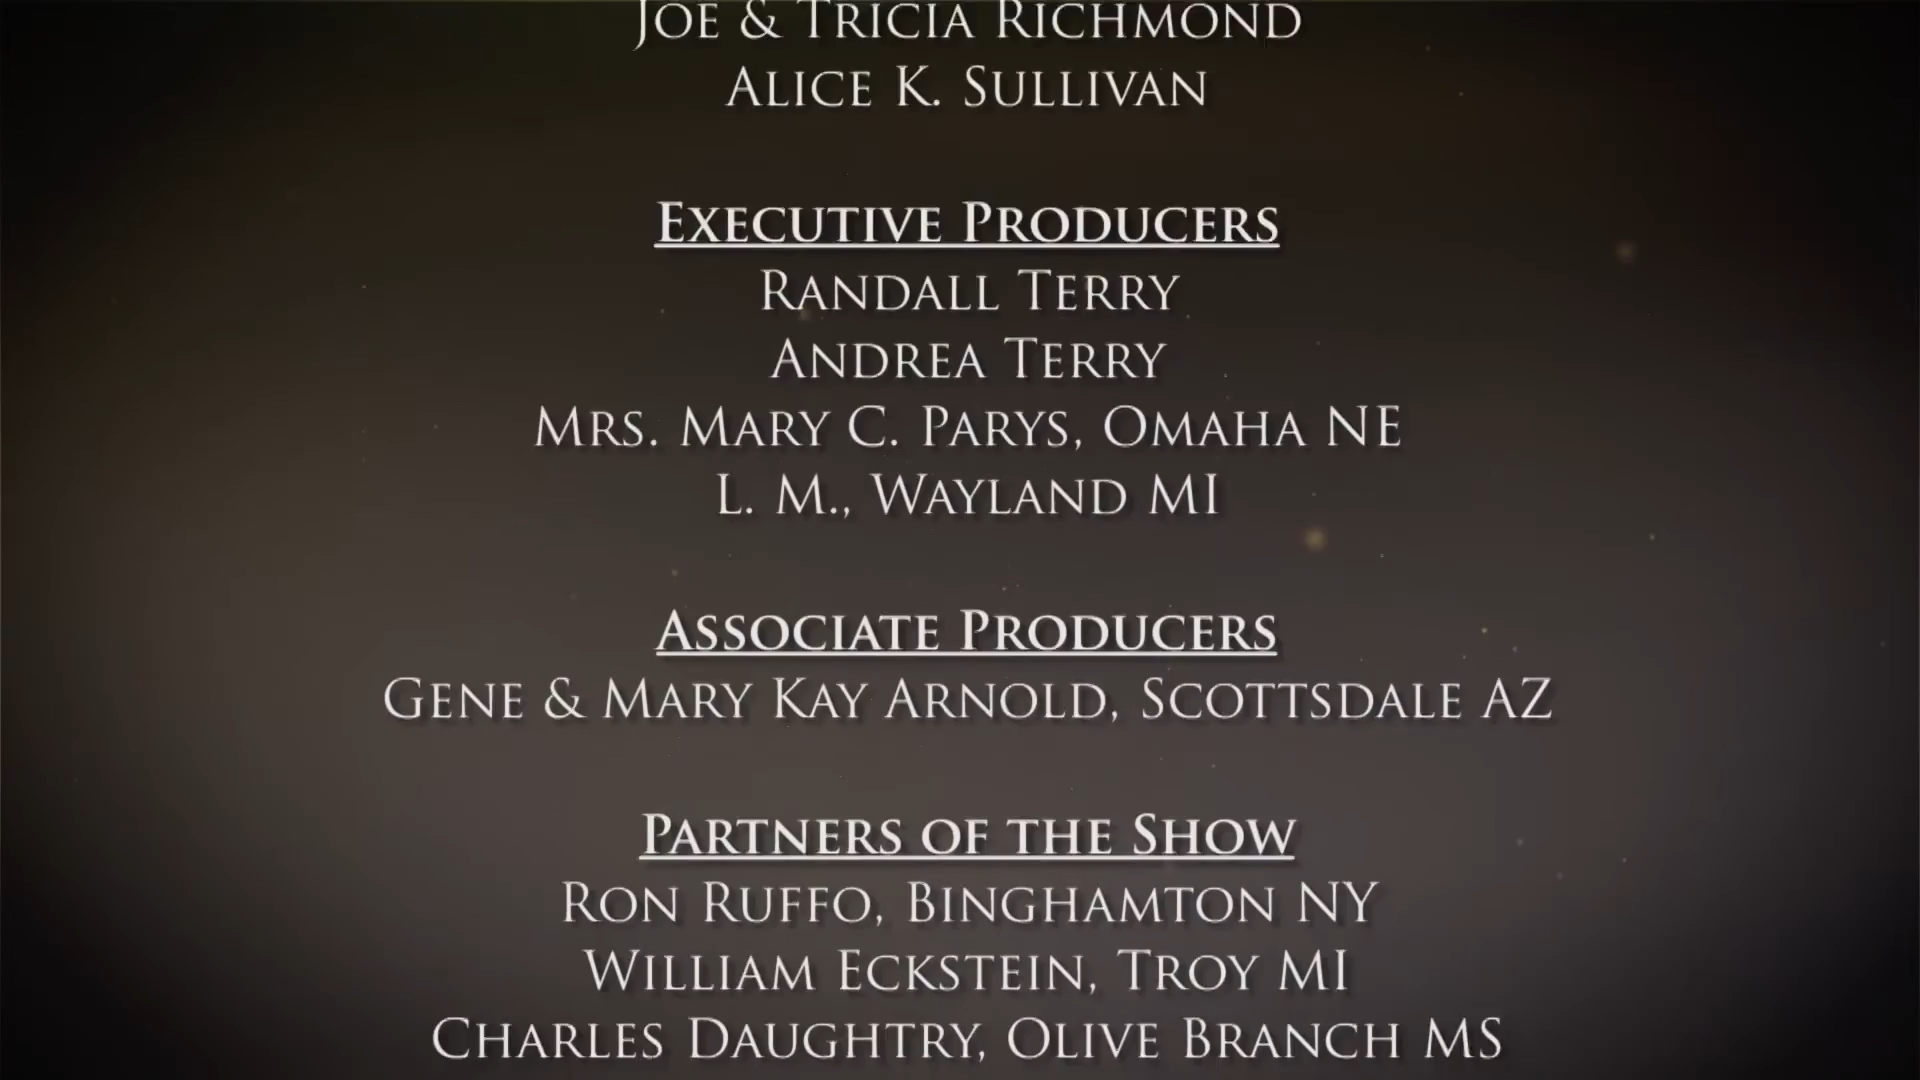 Joe & Tricia Richmond
Alice K. Sullivan
Executive Producers
Randall Terry
Andrea Terry
Mrs. Mary C. Parys, Omaha NE
L. M., Wayland MI
Associate Producers
Gene & Mary Kay Arnold, Scottsdale AZ
Partners of the Show
Ron Ruffo, Binghamton NY
William Eckstein, Troy MI
Charles Daughtry, Olive Branch MS